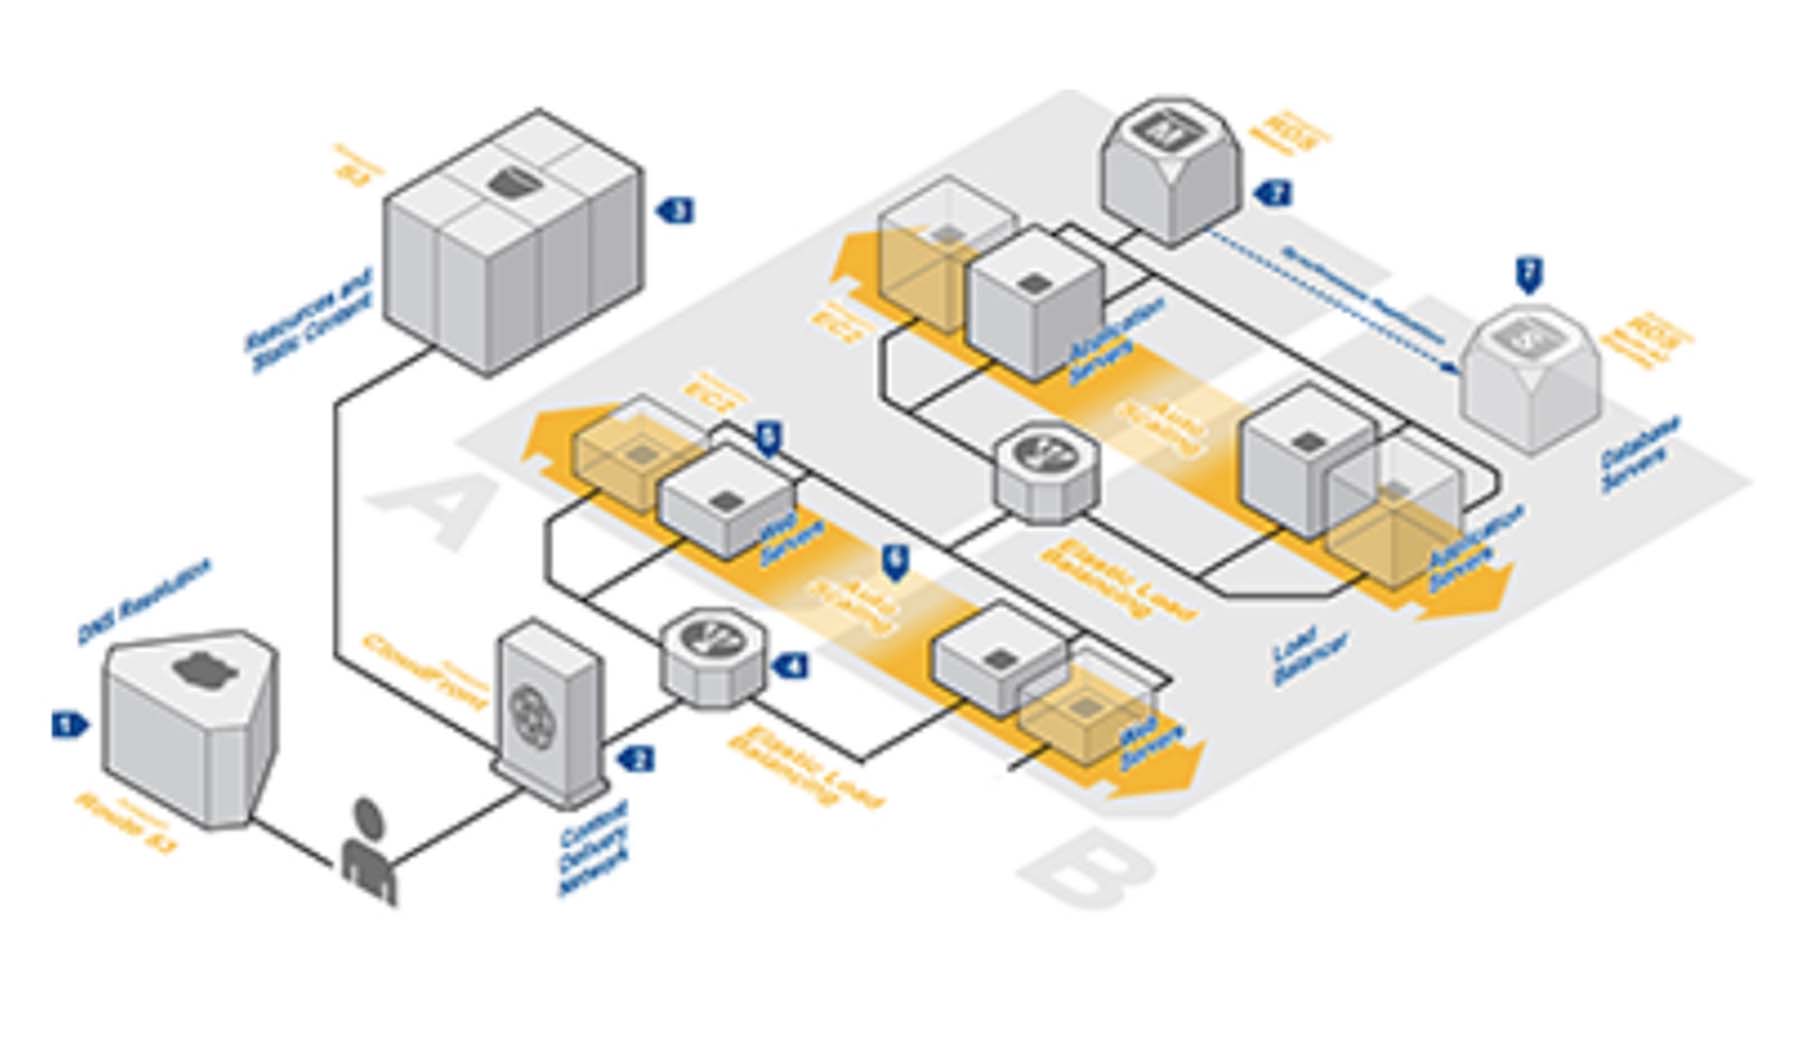 S3
3
Resources and
Static Content
RDS
7
Synchronous Replication
7
RDS
Database
Servers
EC2
Application
Servers
Auto
Scaling
Application
Servers
EC2
5
Web
Servers
A
6
Auto
Scaling
Elastic Load
Balancing
Load
Balancer
DNS Resolution
1
Route 53
CloudFront
2
Content
Delivery
Network
4
Elastic Load
Balancing
Web
Servers
B